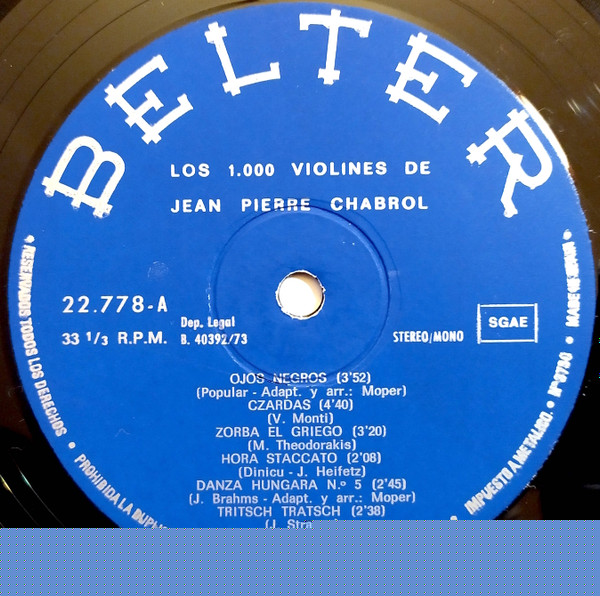 BELTER
LOS 1.000 VIOLINES DE
JEAN PIERRE CHABROL
22.778-A
33 1/3 R.P.M.
Dep. Legal
B. 40392/73
STEREO/MONO
SGAE
OJOS NEGROS (3'52)
(Popular - Adapt. y arr.: Moper)
CZARDAS (4'40)
(V. Monti)
ZORBA EL GRIEGO (3'20)
(M. Theodorakis)
HORA STACCATO (2'08)
(Dinicu - J. Heifetz)
DANZA HUNGARA N.º 5 (2'45)
(J. Brahms - Adapt. y arr.: Moper)
TRITSCH TRATSCH (2'38)
(J.
• RESERVADOS TODOS LOS DERECHOS • PROHIBIDA LA
IMPUESTO A METALICO. • • MADE IN